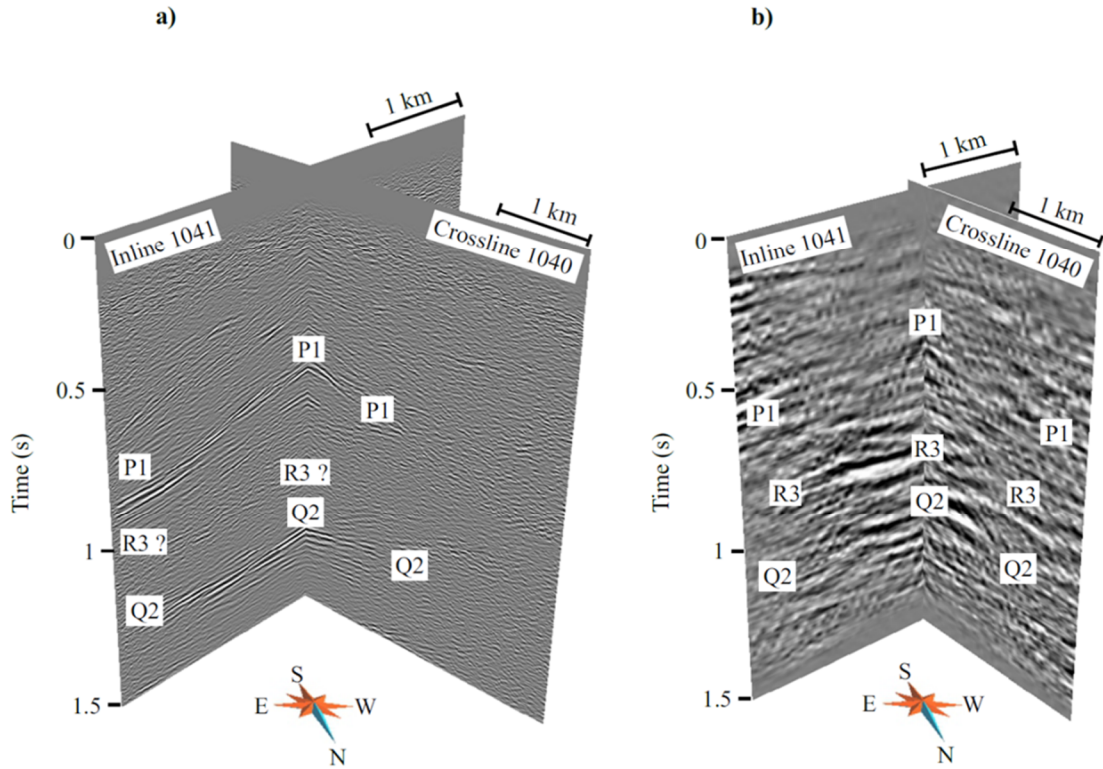 a)
1 km
1 km
Inline 1041
Crossline 1040
0
0.5
1
1.5
Time (s)
P1
P1
P1
R3 ?
Q2
R3 ?
Q2
Q2
S
E
W
N
b)
1 km
1 km
Inline 1041
Crossline 1040
0
0.5
1
1.5
Time (s)
P1
P1
P1
R3
R3
R3
Q2
Q2
Q2
S
E
W
N